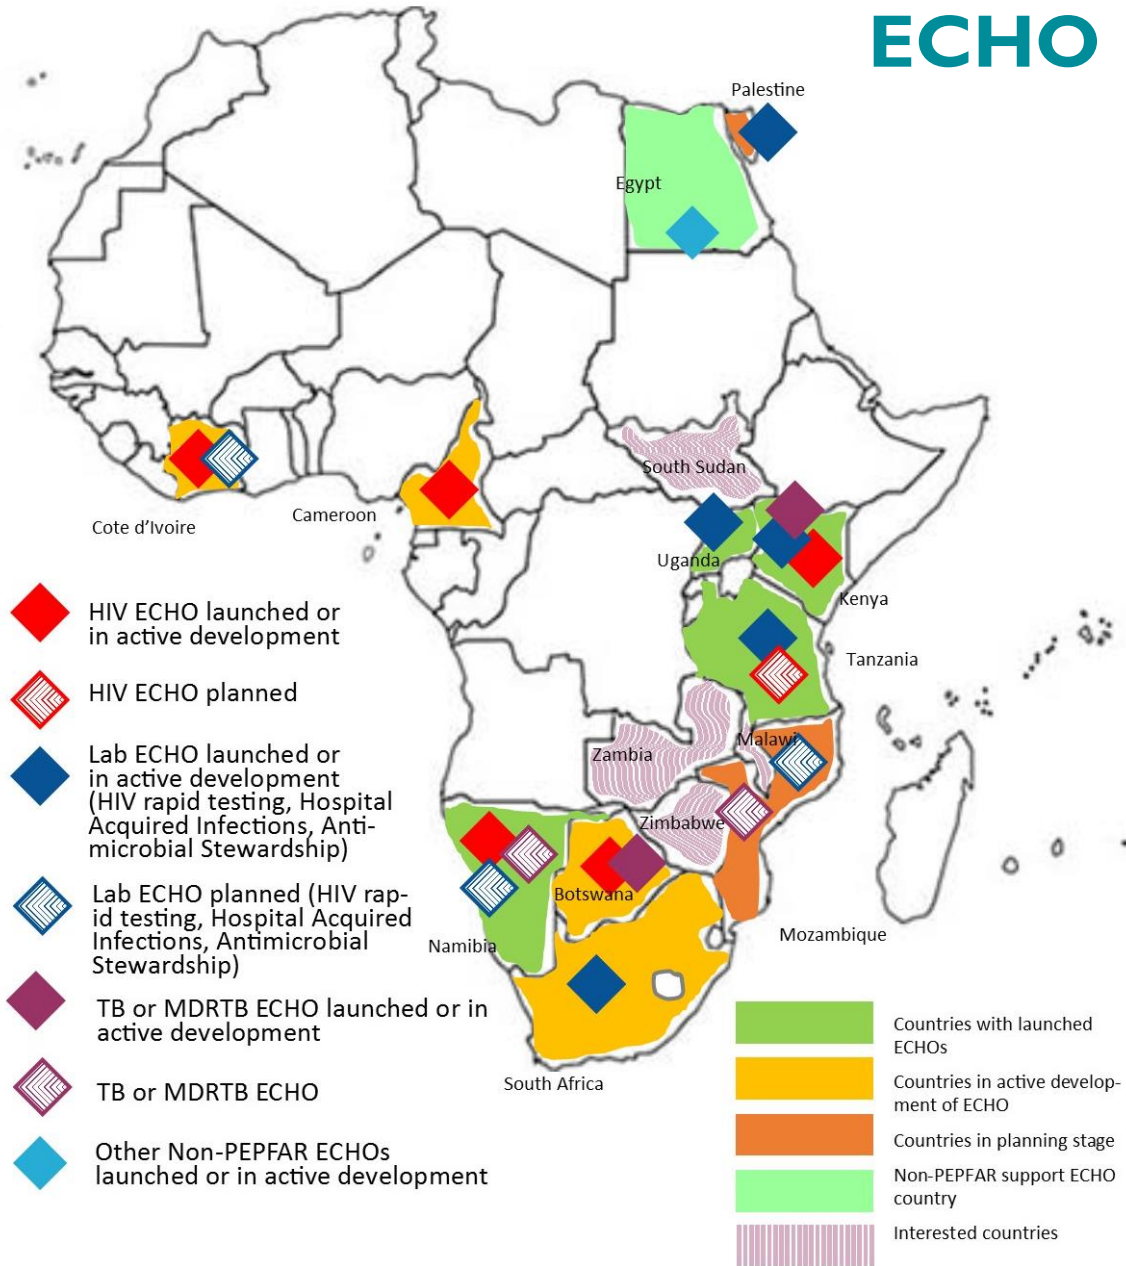 ECHO
Palestine
Egypt
South Sudan
Cote d'Ivoire
Cameroon
Uganda
Kenya
Tanzania
Zambia
Malawi
Zimbabwe
Botswana
Namibia
Mozambique
South Africa
HIV ECHO launched or
in active development
HIV ECHO planned
Lab ECHO launched or
in active development
(HIV rapid testing, Hospital
Acquired Infections, Anti-
microbial Stewardship)
Lab ECHO planned (HIV rap-
id testing, Hospital Acquired
Infections, Antimicrobial
Stewardship)
TB or MDRTB ECHO launched or in
active development
TB or MDRTB ECHO
Other Non-PEPFAR ECHOs
launched or in active development
Countries with launched
ECHOs
Countries in active develop-
ment of ECHO
Countries in planning stage
Non-PEPFAR support ECHO
country
Interested countries